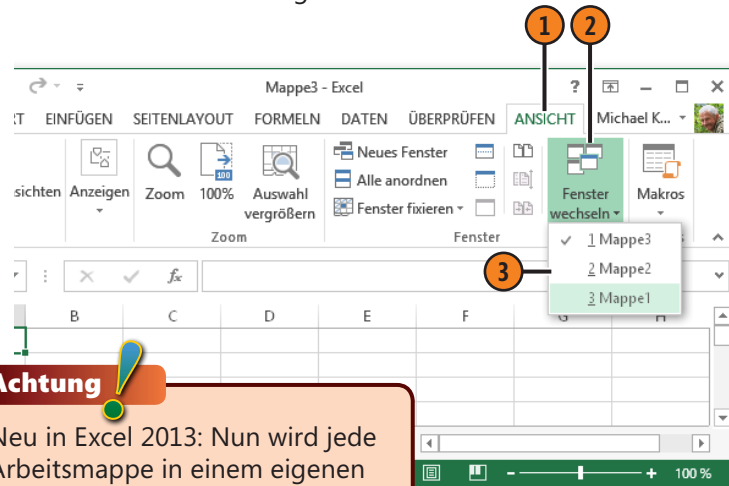 1 2
Mappe3 - Excel ?
EINFÜGEN SEITENLAYOUT FORMELN DATEN ÜBERPRÜFEN ANSICHT Michael K...
Neues Fenster
Alle anordnen
Fenster fixieren
sichten Anzeigen Zoom 100% Auswahl vergrößern Fenster wechseln Makros
100
Zoom Fenster
1 Mappe3
2 Mappe2
3 Mappe1
3
fx
B C D E F G H
Achtung
Neu in Excel 2013: Nun wird jede
Arbeitsmappe in einem eigenen
100 %